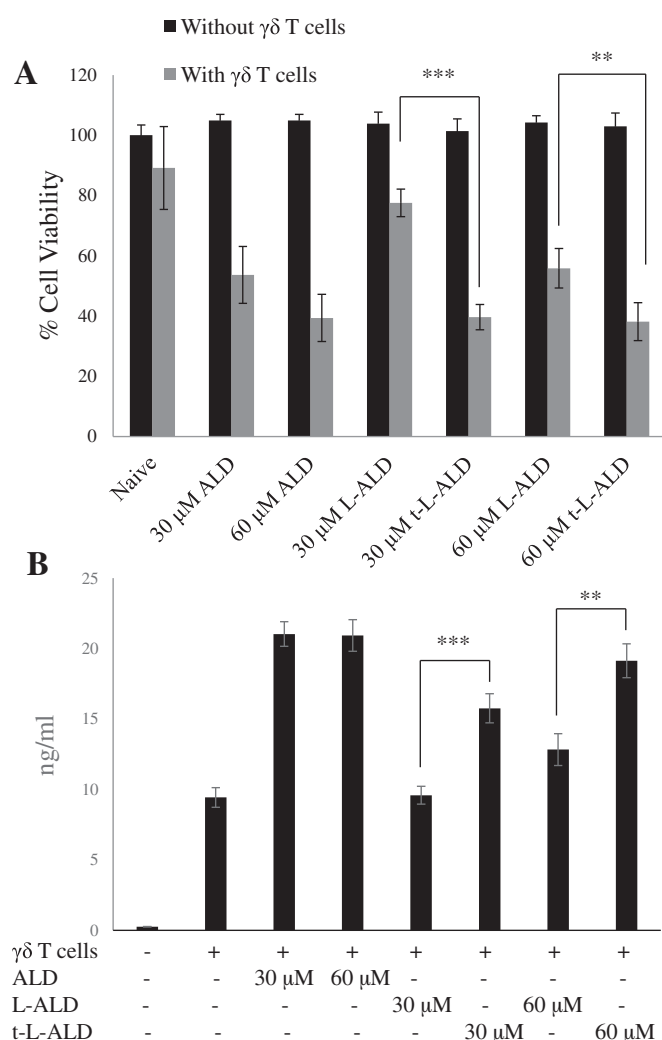 Without γδ T cells
With γδ T cells
A
***
**
120
100
80
60
40
20
0
% Cell Viability
Naive
30 μM ALD
60 μM ALD
30 μM L-ALD
30 μM t-L-ALD
60 μM L-ALD
60 μM t-L-ALD
B
***
**
25
20
15
10
5
0
ng/ml
γδ T cells - + + + + + + +
ALD - - 30 μM 60 μM - - - -
L-ALD - - - - 30 μM - 60 μM -
t-L-ALD - - - - - 30 μM - 60 μM